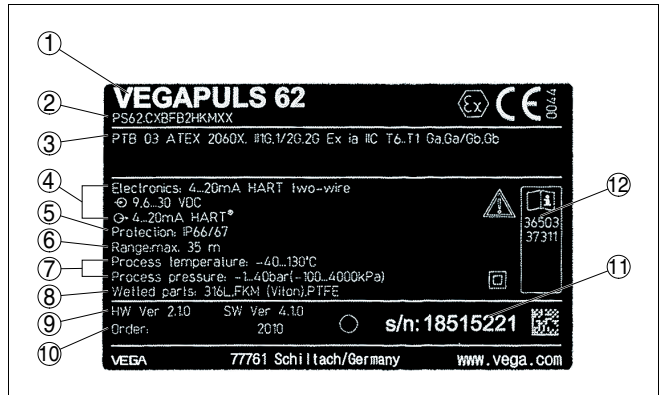 1
VEGAPULS 62
2
PS62.CXBFB2HKMXX
Ex CE 0044
3
PTB 03 ATEX 2060X, II1G,1/2G,2G Ex ia IIC T6...T1 Ga,Ga/Gb,Gb
4
Electronics: 4...20mA HART two-wire
9,6...30 VDC
4...20mA HART®
5
Protection: IP66/67
6
Range:max. 35 m
7
Process temperature: -40...130°C
Process pressure: -1...40bar(-100...4000kPa)
8
Wetted parts: 316L,FKM (Viton),PTFE
12
36503
37311
11
9
HW Ver 2.1.0 SW Ver 4.1.0
10
Order: 2010
s/n: 18515221
VEGA 77761 Schiltach/Germany www.vega.com